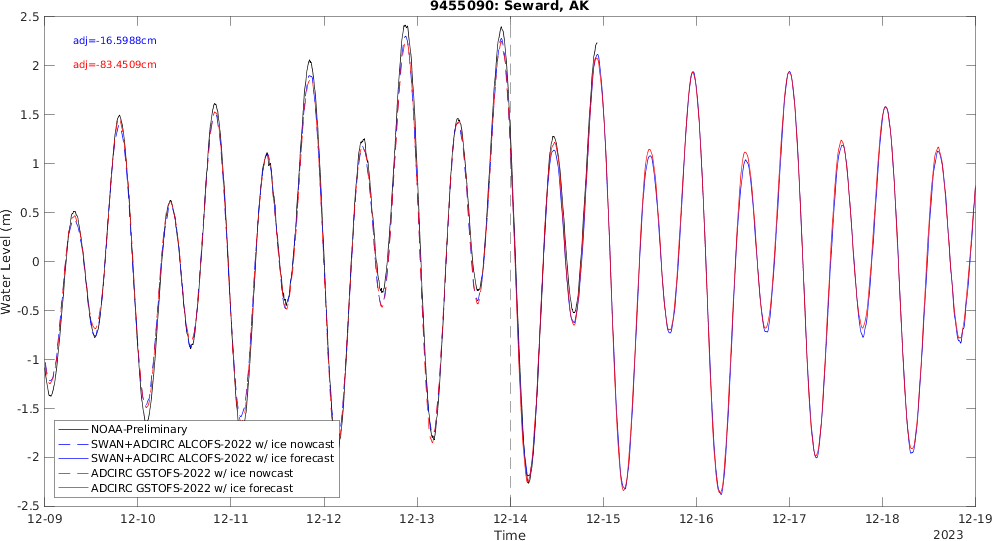 9455090: Seward, AK
adj=-16.5988cm
adj=-83.4509cm
2.5
2
1.5
1
0.5
0
-0.5
-1
-1.5
-2
-2.5
Water Level (m)
NOAA-Preliminary
SWAN+ADCIRC ALCOFS-2022 w/ ice nowcast
SWAN+ADCIRC ALCOFS-2022 w/ ice forecast
ADCIRC GSTOFS-2022 w/ ice nowcast
ADCIRC GSTOFS-2022 w/ ice forecast
12-09 12-10 12-11 12-12 12-13 12-14 12-15 12-16 12-17 12-18 12-19
Time
2023